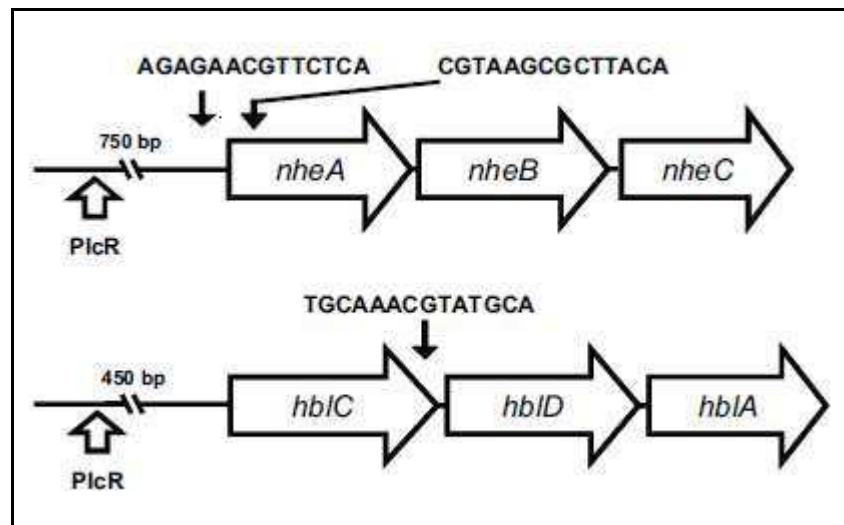 AGAGAACGTTCTCA CGTAAGCGCTTACA
750 bp
nheA nheB nheC
PlcR
TGCAAACGTATGCA
450 bp
hblC hblD hblA
PlcR